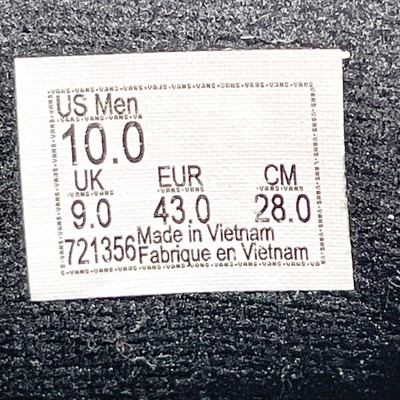 US Men
10.0
UK EUR CM
9.0 43.0 28.0
721356 Made in Vietnam
Fabrique en Vietnam